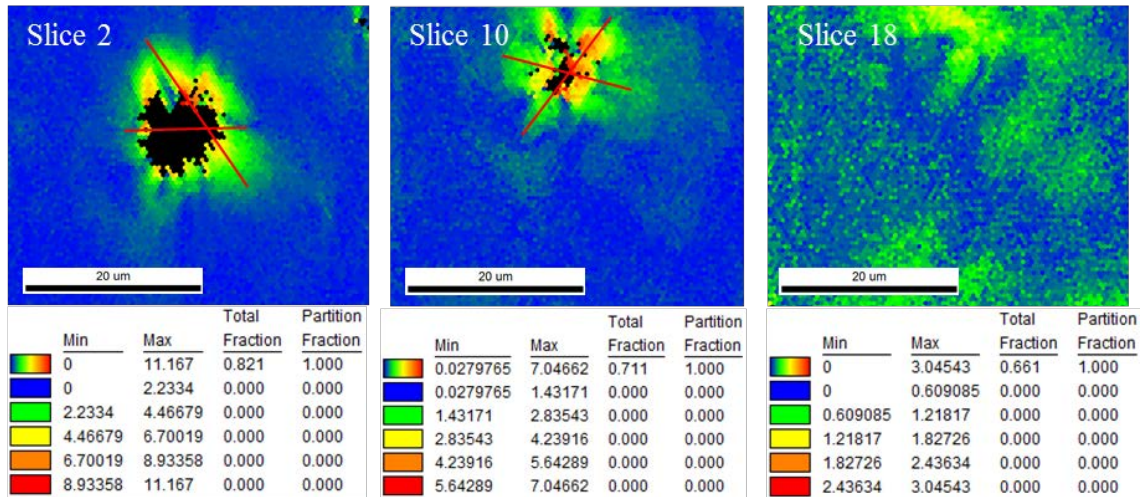 Slice 2
20 um
Slice 10
20 um
Slice 18
20 um
Total Partition
Min Max Fraction Fraction
0 11.167 0.821 1.000
0 2.2334 0.000 0.000
2.2334 4.46679 0.000 0.000
4.46679 6.70019 0.000 0.000
6.70019 8.93358 0.000 0.000
8.93358 11.167 0.000 0.000
Total Partition
Min Max Fraction Fraction
0.0279765 7.04662 0.711 1.000
0.0279765 1.43171 0.000 0.000
1.43171 2.83543 0.000 0.000
2.83543 4.23916 0.000 0.000
4.23916 5.64289 0.000 0.000
5.64289 7.04662 0.000 0.000
Total Partition
Min Max Fraction Fraction
0 3.04543 0.661 1.000
0 0.609085 0.000 0.000
0.609085 1.21817 0.000 0.000
1.21817 1.82726 0.000 0.000
1.82726 2.43634 0.000 0.000
2.43634 3.04543 0.000 0.000